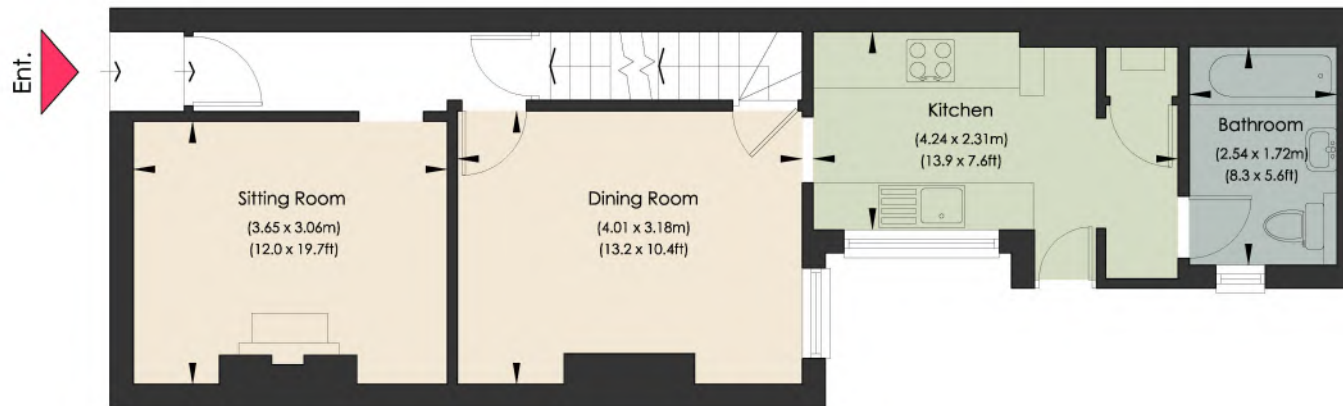 Ent.
Sitting Room
(3.65 x 3.06m)
(12.0 x 19.7ft)
Dining Room
(4.01 x 3.18m)
(13.2 x 10.4ft)
Kitchen
(4.24 x 2.31m)
(13.9 x 7.6ft)
Bathroom
(2.54 x 1.72m)
(8.3 x 5.6ft)